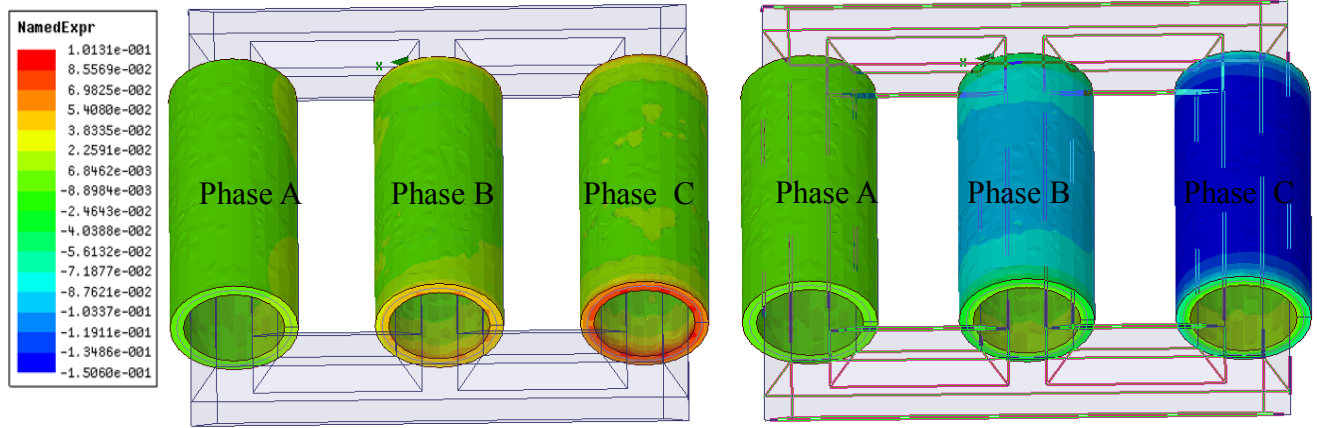 NamedExpr
1.0131e-001
8.5569e-002
6.9825e-002
5.4080e-002
3.8335e-002
2.2591e-002
6.8462e-003
-8.8984e-003
-2.4643e-002
-4.0388e-002
-5.6132e-002
-7.1877e-002
-8.7621e-002
-1.0337e-001
-1.1911e-001
-1.3486e-001
-1.5060e-001
x
Phase A
Phase B
Phase C
x
Phase A
Phase B
Phase C